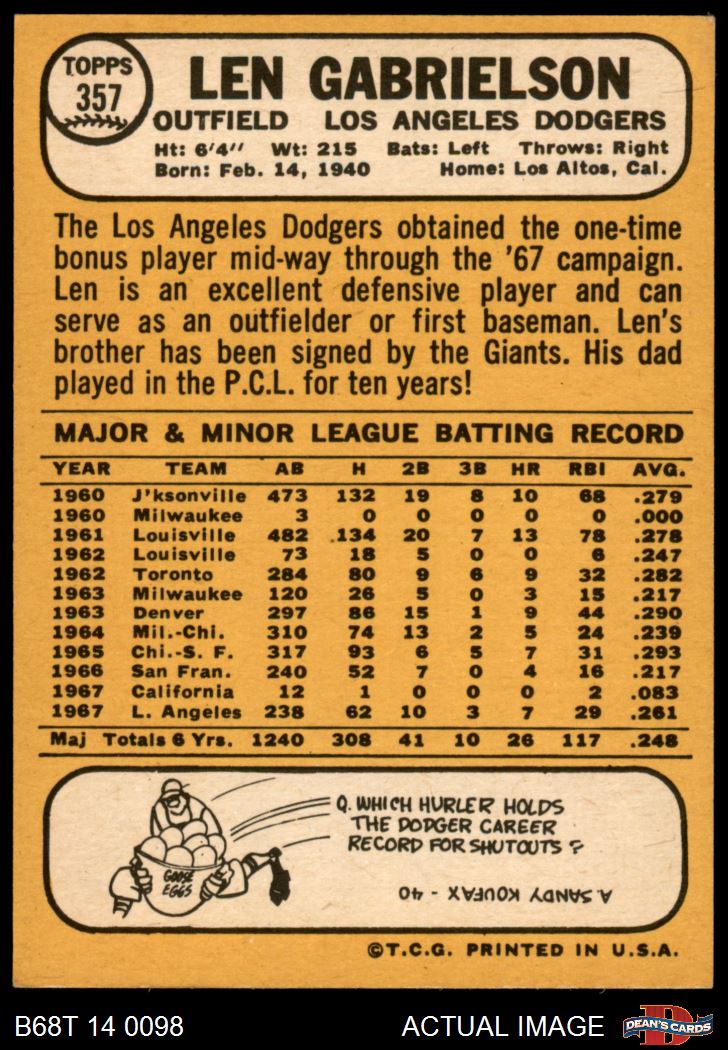 TOPPS
357
LEN GABRIELSON
OUTFIELD LOS ANGELES DODGERS
Ht: 6'4" Wt: 215 Bats: Left Throws: Right
Born: Feb. 14, 1940 Home: Los Altos, Cal.
The Los Angeles Dodgers obtained the one-time
bonus player mid-way through the '67 campaign.
Len is an excellent defensive player and can
serve as an outfielder or first baseman. Len's
brother has been signed by the Giants. His dad
played in the P.C.L. for ten years!
MAJOR & MINOR LEAGUE BATTING RECORD
YEAR TEAM AB H 2B 3B HR RBI AVG.
1960 J'ksonville 473 132 19 8 10 68 .279
1960 Milwaukee 3 0 0 0 0 0 .000
1961 Louisville 482 134 20 7 13 78 .278
1962 Louisville 73 18 5 0 0 6 .247
1962 Toronto 284 80 9 6 9 32 .282
1963 Milwaukee 120 26 5 0 3 15 .217
1963 Denver 297 86 15 1 9 44 .290
1964 Mil.-Chi. 310 74 13 2 5 24 .239
1965 Chi.-S. F. 317 93 6 5 7 31 .293
1966 San Fran. 240 52 7 0 4 16 .217
1967 California 12 1 0 0 0 2 .083
1967 L. Angeles 238 62 10 3 7 29 .261
Maj Totals 6 Yrs. 1240 308 41 10 26 117 .248
GOOSE
EGGS
Q. WHICH HURLER HOLDS
THE DODGER CAREER
RECORD FOR SHUTOUTS?
A. SANDY KOUFAX - 40
©T.C.G. PRINTED IN U.S.A.
B68T 14 0098 ACTUAL IMAGE
D
DEAN'S CARDS